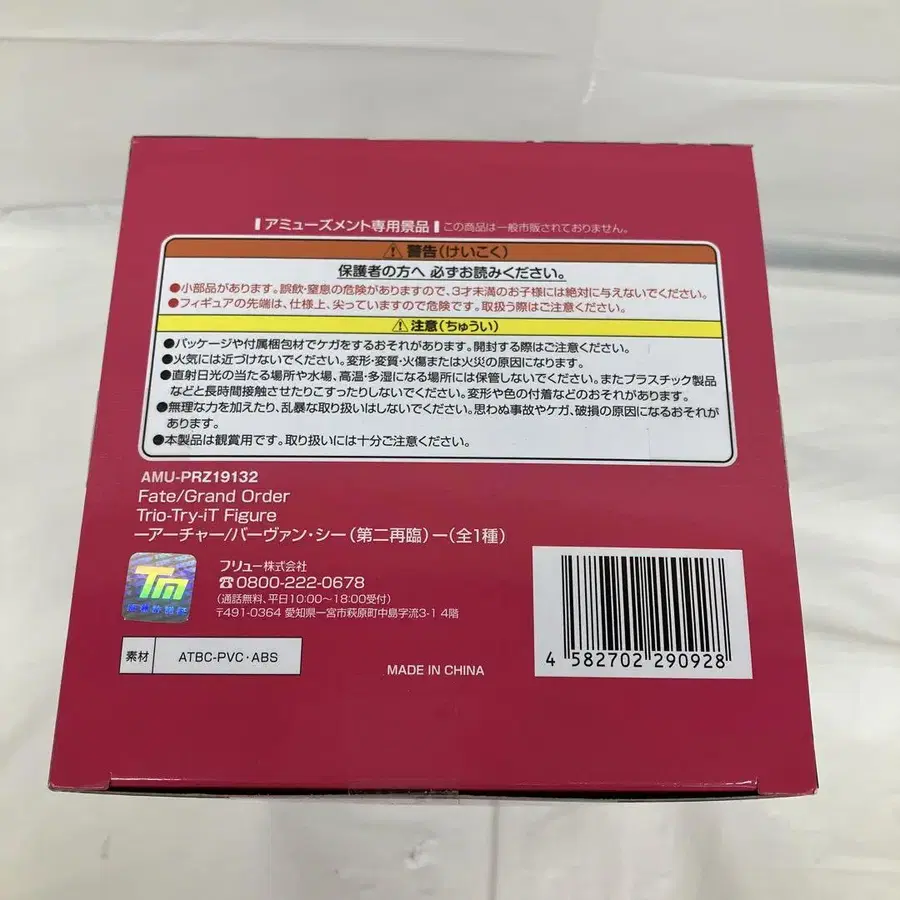 アミューズメント専用景品 この商品は一般市販されておりません。
⚠警告(けいこく)
保護者の方へ 必ずお読みください。
●小部品があります。誤飲・窒息の危険がありますので、3才未満のお子様には絶対に与えないでください。
●フィギュアの先端は、仕様上、尖っていますので危険です。取扱う際はご注意ください。
⚠注意(ちゅうい)
●パッケージや付属梱包材でケガをするおそれがあります。開封する際はご注意ください。
●火気には近づけないでください。変形・変質・火傷または火災の原因になります。
●直射日光の当たる場所や水場、高温・多湿になる場所には保管しないでください。またプラスチック製品
などと長時間接触させたりこすったりしないでください。変形や色の付着などのおそれがあります。
●無理な力を加えたり、乱暴な取り扱いはしないでください。思わぬ事故やケガ、破損の原因になるおそれが
あります。
●本製品は観賞用です。取り扱いには十分ご注意ください。
AMU-PRZ19132
Fate/Grand Order
Trio-Try-iT Figure
ーアーチャー/バーヴァン・シー(第二再臨)ー(全1種)
フリュー株式会社
☎0800-222-0678
(通話無料、平日10:00〜18:00受付)
〒491-0364 愛知県一宮市萩原町中島字流3-1 4階
TM
素材 ATBC-PVC・ABS
MADE IN CHINA
4 582702 290928